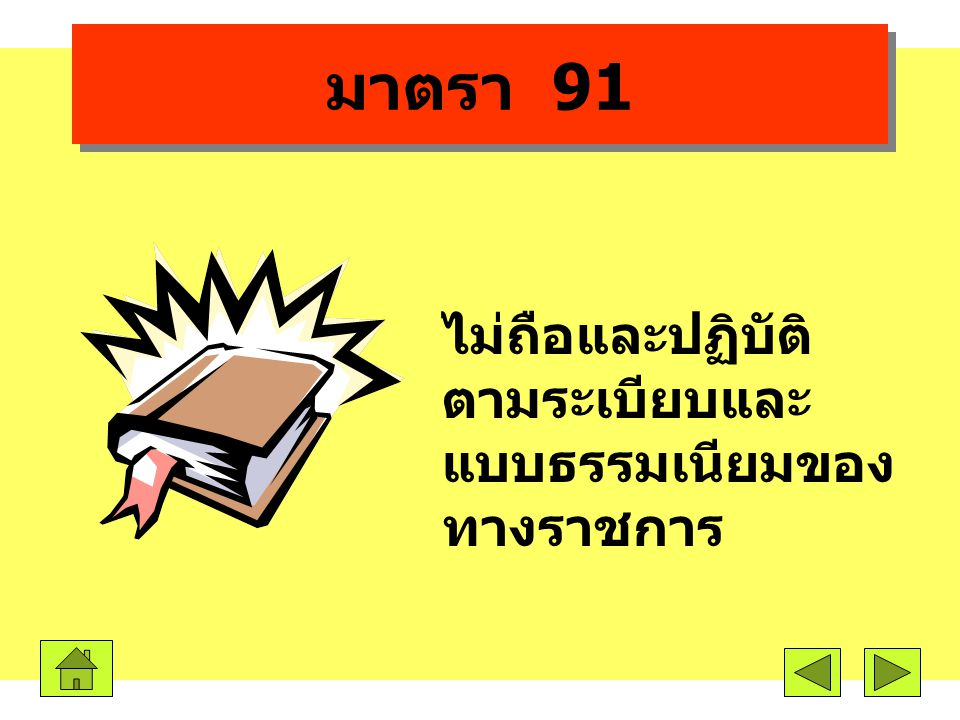 มาตรา 91
ไม่ถือและปฏิบัติ
ตามระเบียบและ
แบบธรรมเนียมของ
ทางราชการ